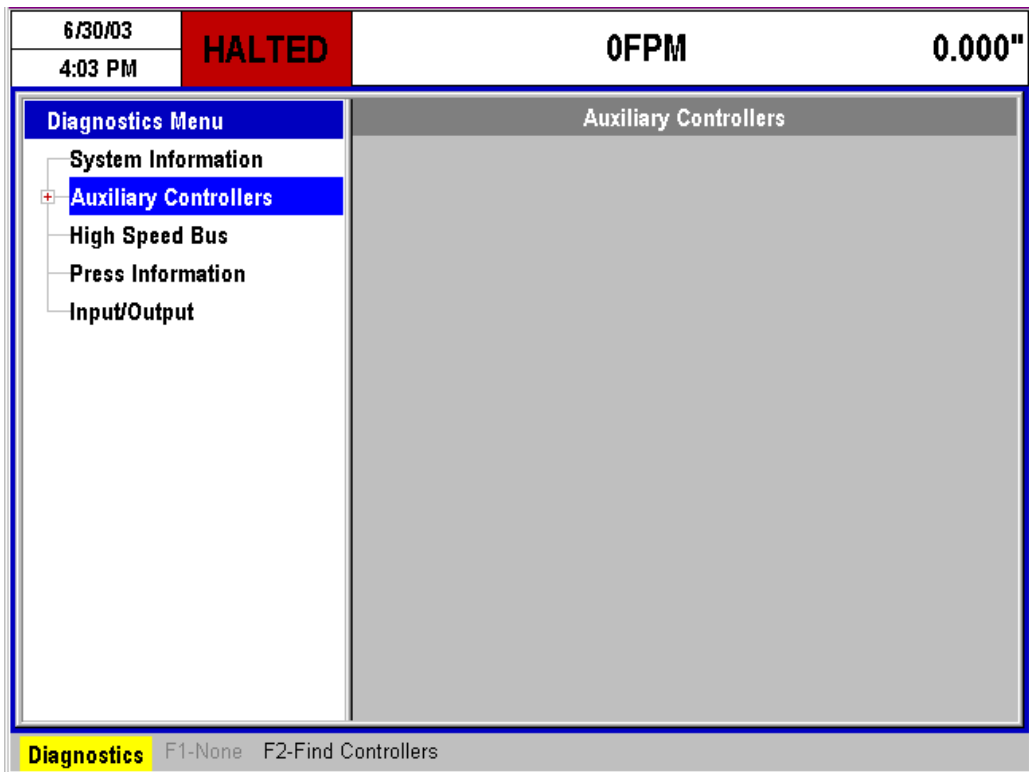 6/30/03
4:03 PM
HALTED
0FPM
0.000"
Diagnostics Menu
System Information
Auxiliary Controllers
High Speed Bus
Press Information
Input/Output
Auxiliary Controllers
Diagnostics F1-None F2-Find Controllers